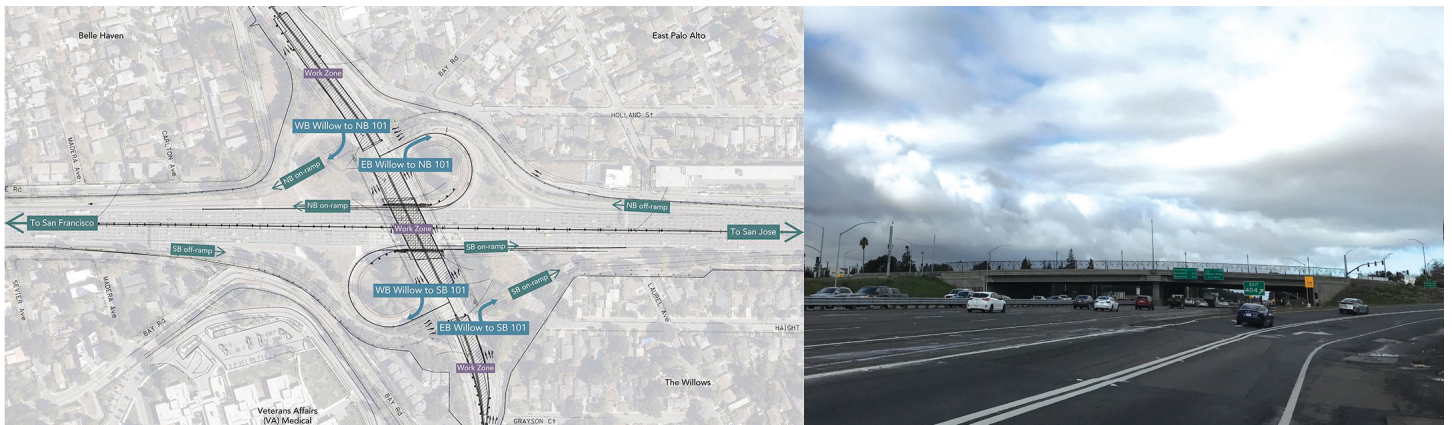 Belle Haven
East Palo Alto
Work Zone
BAY Rd
HOLLAND St
WB Willow to NB 101
EB Willow to NB 101
MADERA Ave
CARLTON Ave
NB on-ramp
E Rd
NB on-ramp
NB off-ramp
To San Francisco
Work Zone
To San Jose
SB off-ramp
SB on-ramp
SB on-ramp
WB Willow to SB 101
EB Willow to SB 101
SEVIER Ave
MADERA Ave
BAY Rd
LAUREL Ave
HAIGHT
Work Zone
The Willows
BAY Rd
Veterans Affairs
(VA) Medical
GRAYSON Ct
EXIT
404